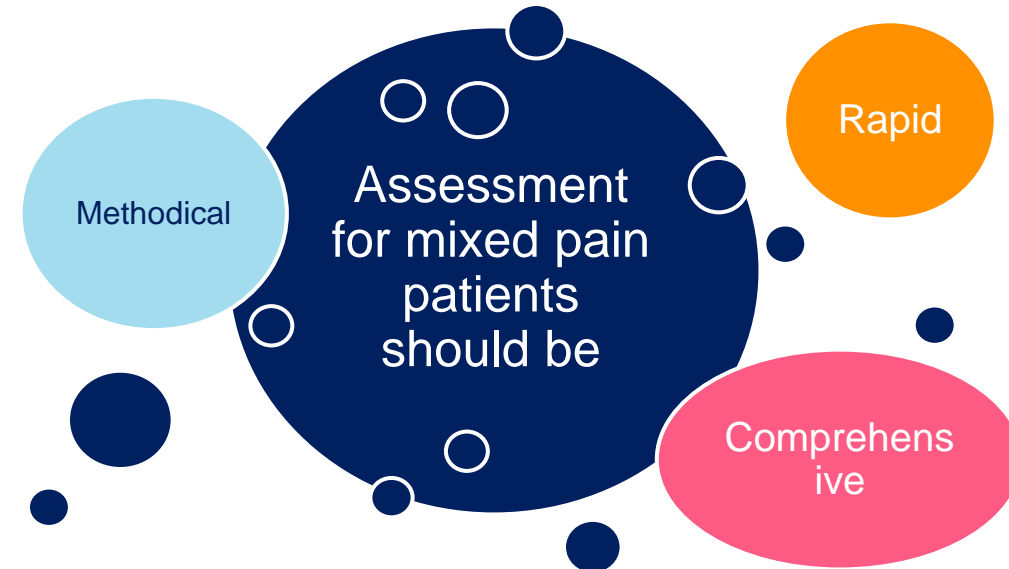 Assessment
for mixed pain
patients
should be
Methodical
Rapid
Comprehens
ive